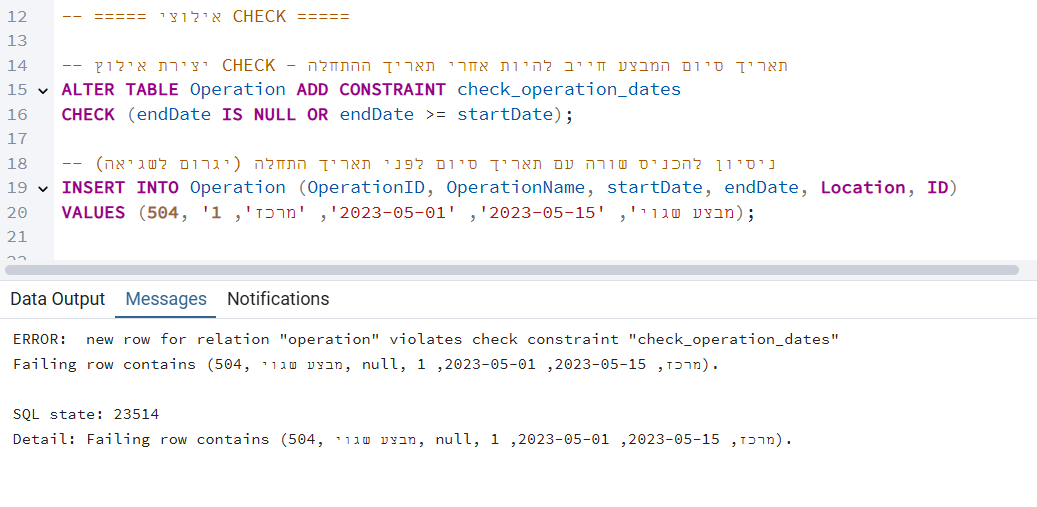 12 -- ===== אילוצי CHECK =====
13
14 -- יצירת אילוץ CHECK - תאריך סיום המבצע חייב להיות אחרי תאריך ההתחלה
15 ALTER TABLE Operation ADD CONSTRAINT check_operation_dates
16 CHECK (endDate IS NULL OR endDate >= startDate);
17
18 -- ניסיון להכניס שורה עם תאריך סיום לפני תאריך התחלה (יגרום לשגיאה)
19 INSERT INTO Operation (OperationID, OperationName, startDate, endDate, Location, ID)
20 VALUES (504, 'מבצע שגוי', '2023-05-15', '2023-05-01', 'מרכז', 1);
21
Data Output Messages Notifications
ERROR:  new row for relation "operation" violates check constraint "check_operation_dates"
Failing row contains (504, מבצע שגוי, null, מרכז, 2023-05-15, 2023-05-01, 1).
SQL state: 23514
Detail: Failing row contains (504, מבצע שגוי, null, מרכז, 2023-05-15, 2023-05-01, 1).